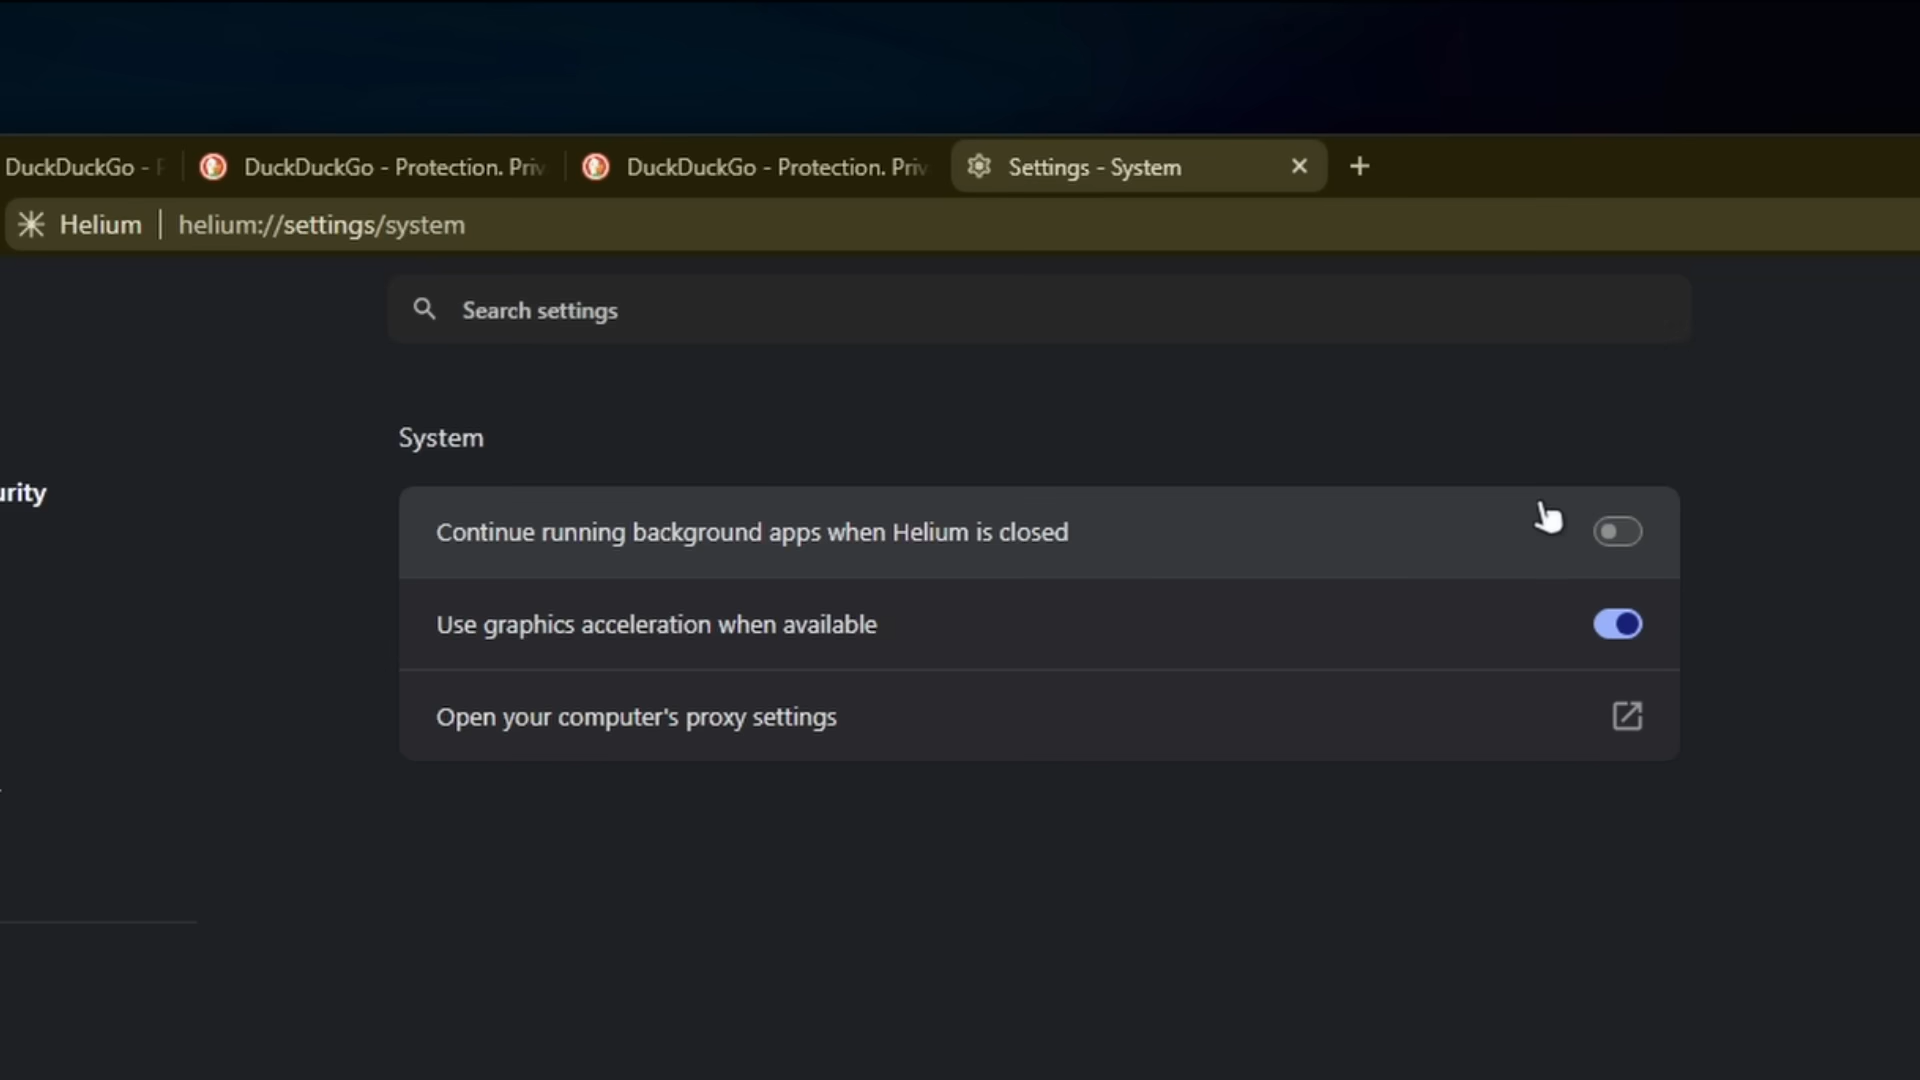 DuckDuckGo -
DuckDuckGo - Protection. Priv
DuckDuckGo - Protection. Priv
Settings - System
Helium
helium://settings/system
Search settings
System
urity
Continue running background apps when Helium is closed
Use graphics acceleration when available
Open your computer's proxy settings